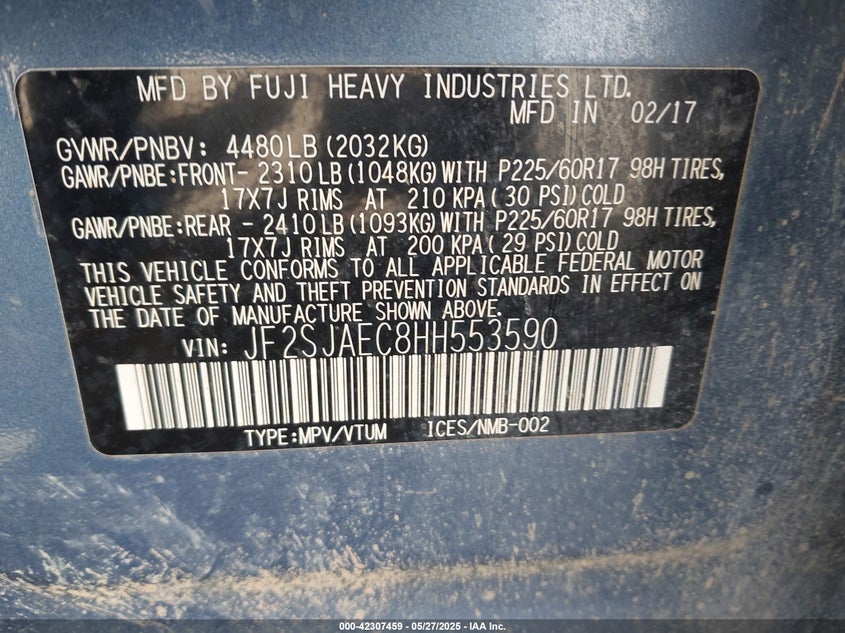 MFD BY FUJI HEAVY INDUSTRIES LTD.
MFD IN 02/17
GVWR/PNBV: 4480LB (2032KG)
GAWR/PNBE:FRONT- 2310LB (1048KG) WITH P225/60R17 98H TIRES,
17X7J RIMS AT 210 KPA( 30 PSI) COLD
GAWR/PNBE:REAR - 2410LB (1093KG) WITH P225/60R17 98H TIRES,
17X7J RIMS AT 200 KPA( 29 PSI) COLD
THIS VEHICLE CONFORMS TO ALL APPLICABLE FEDERAL MOTOR
VEHICLE SAFETY AND THEFT PREVENTION STANDARDS IN EFFECT ON
THE DATE OF MANUFACTURE SHOWN ABOVE.
VIN: JF2SJAEC8HH553590
TYPE:MPV/VTUM ICES/NMB-002
000-42307459 - 05/27/2025 - IAA Inc.